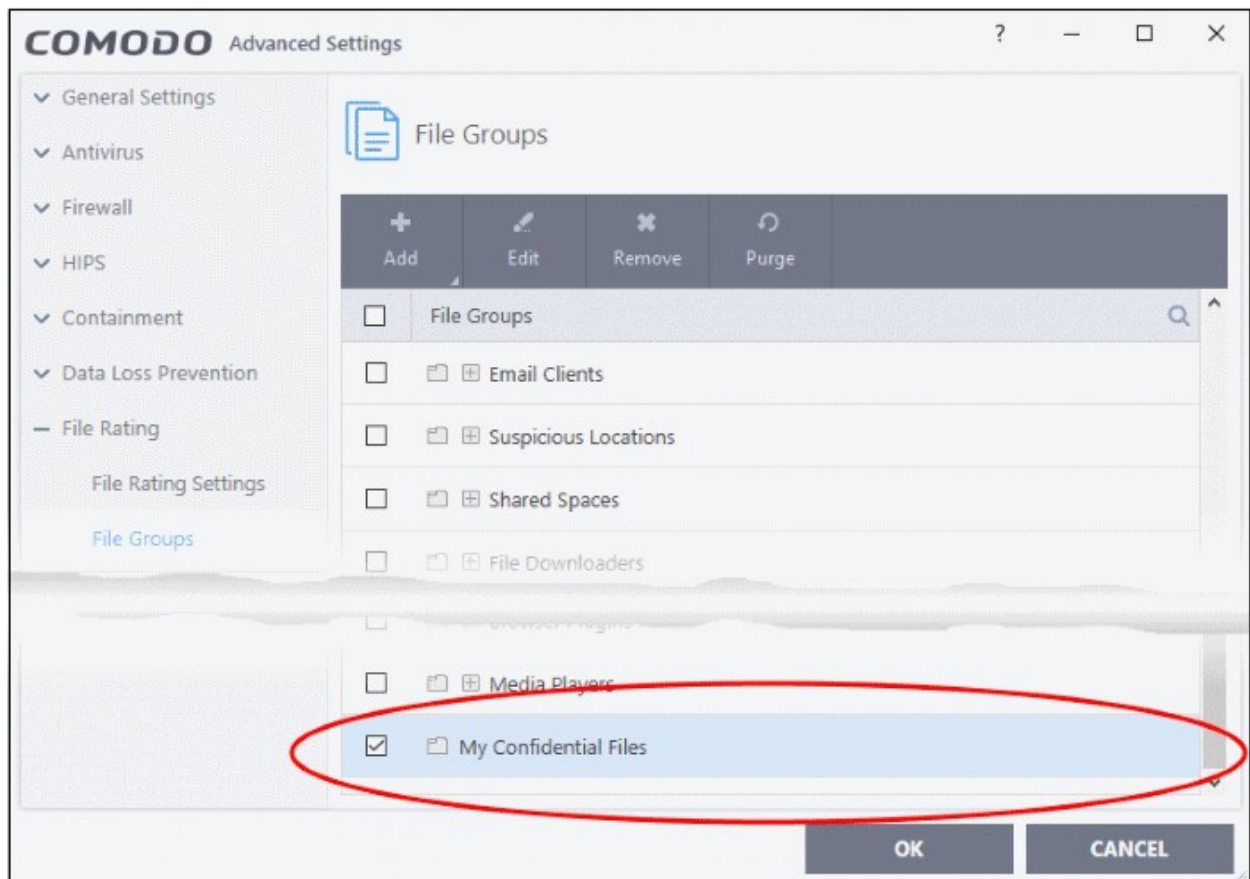 COMODO Advanced Settings ?
General Settings
Antivirus
Firewall
HIPS
Containment
Data Loss Prevention
File Rating
File Rating Settings
File Groups
File Groups
Add Edit Remove Purge
File Groups
Email Clients
Suspicious Locations
Shared Spaces
File Downloaders
Media Players
My Confidential Files
OK CANCEL